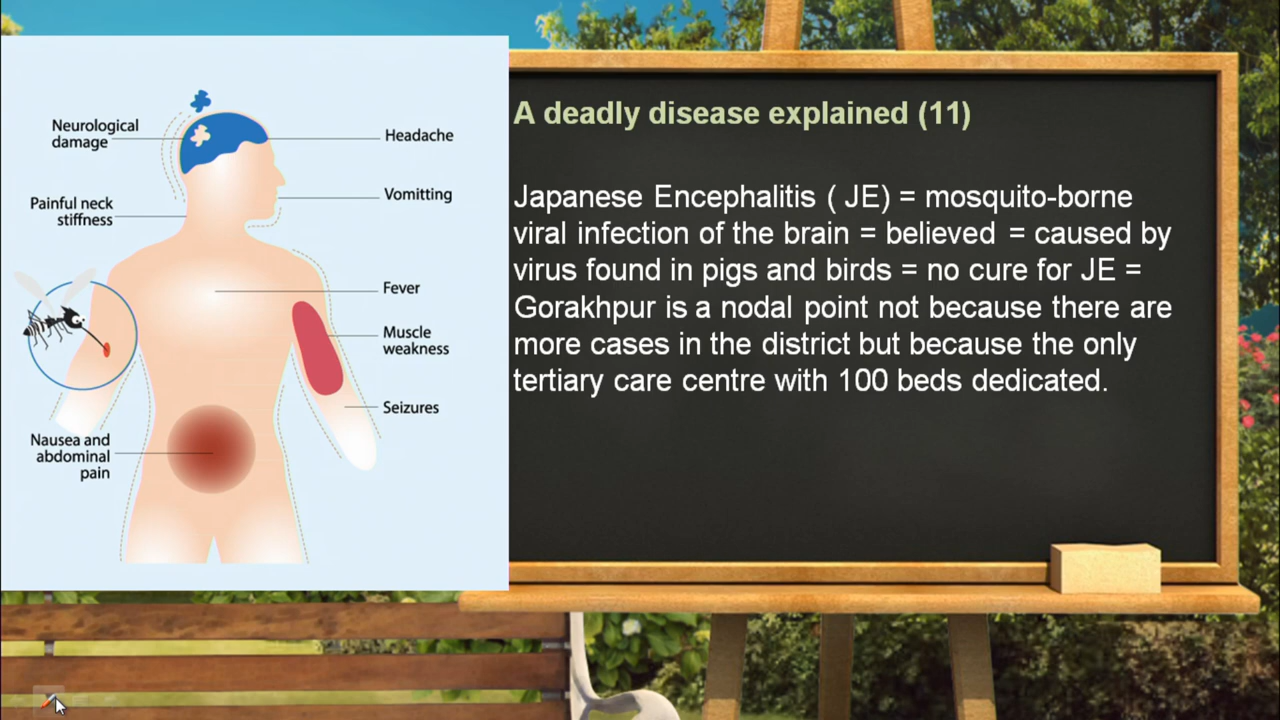 Neurological
damage
Headache
Painful neck
stiffness
Vomitting
Fever
Muscle
weakness
Seizures
Nausea and
abdominal
pain
A deadly disease explained (11)
Japanese Encephalitis ( JE) = mosquito-borne
viral infection of the brain = believed = caused by
virus found in pigs and birds = no cure for JE =
Gorakhpur is a nodal point not because there are
more cases in the district but because the only
tertiary care centre with 100 beds dedicated.